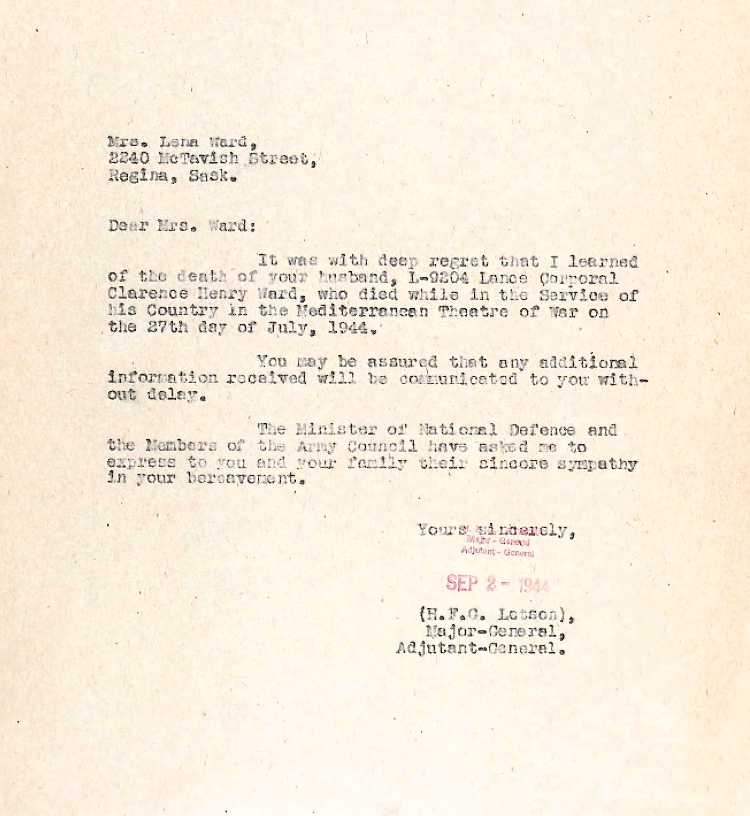 Mrs. Lena Ward,
2240 McTavish Street,
Regina, Sask.
Dear Mrs. Ward:
It was with deep regret that I learned
of the death of your husband, L-9204 Lance Corporal
Clarence Henry Ward, who died while in the Service of
his Country in the Mediterranean Theatre of War on
the 27th day of July, 1944.
You may be assured that any additional
information received will be communicated to you with-
out delay.
The Minister of National Defence and
the Members of the Army Council have asked me to
express to you and your family their sincere sympathy
in your bereavement.
Yours sincerely,
Major - General
Adjutant - General
SEP 2 - 1944
(H.F.G. Letson),
Major-General,
Adjutant-General.